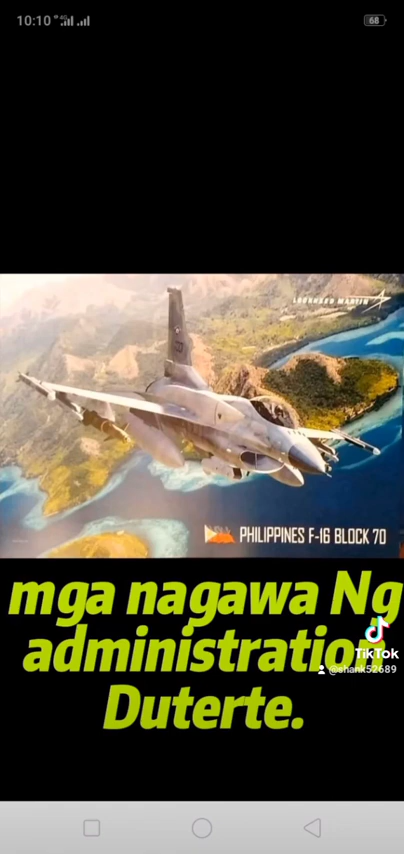 10:10
68
LOCKHEED MARTIN
PHILIPPINES F-16 BLOCK 70
mga nagawa Ng
administration
Duterte.
TikTok
@shank52689